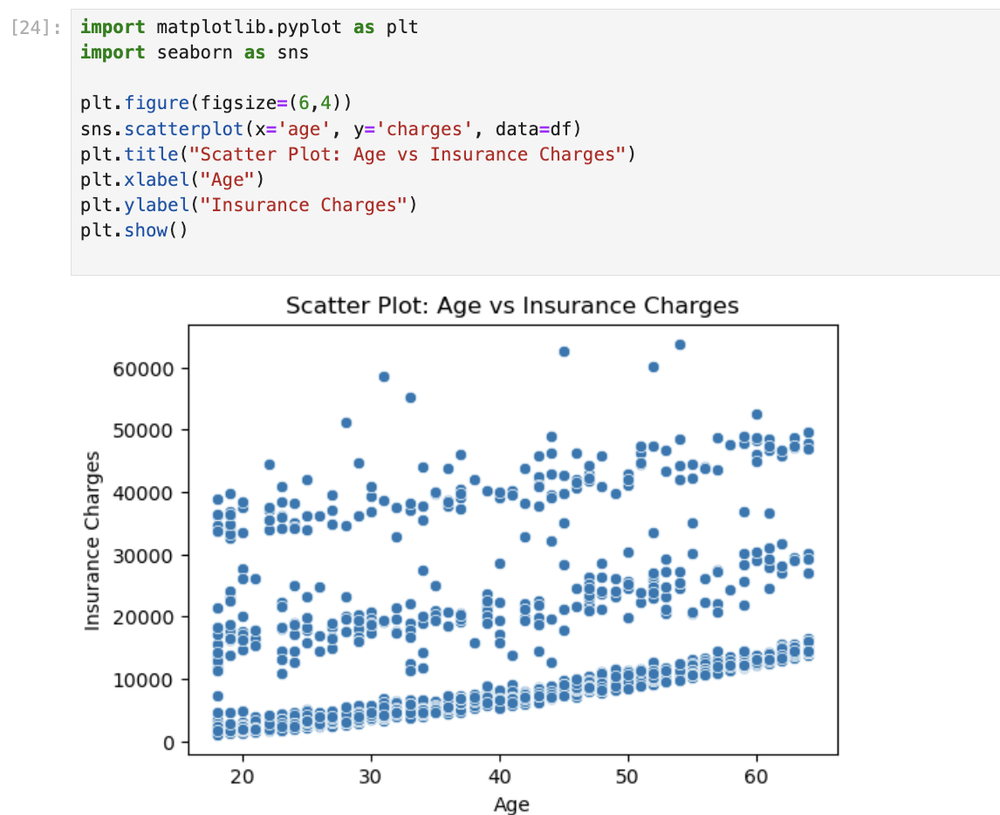 [24]:
import matplotlib.pyplot as plt
import seaborn as sns
plt.figure(figsize=(6,4))
sns.scatterplot(x='age', y='charges', data=df)
plt.title("Scatter Plot: Age vs Insurance Charges")
plt.xlabel("Age")
plt.ylabel("Insurance Charges")
plt.show()
Scatter Plot: Age vs Insurance Charges
Insurance Charges
60000
50000
40000
30000
20000
10000
0
20 30 40 50 60
Age